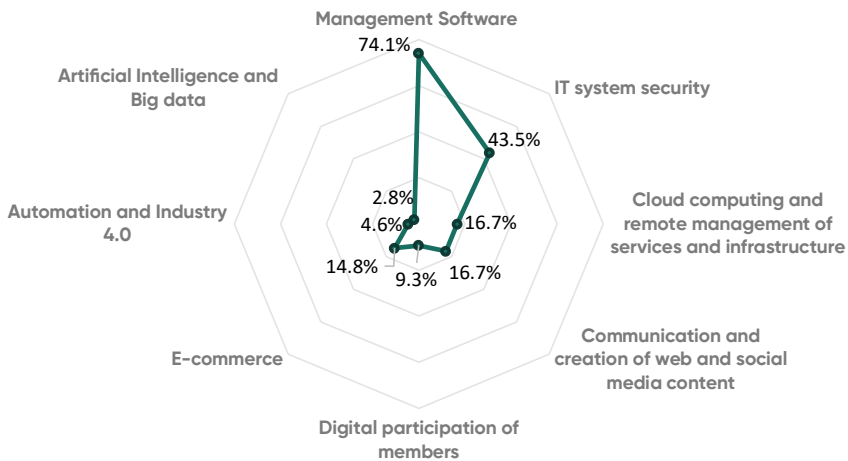 Management Software
74.1%
Artificial Intelligence and
Big data
IT system security
43.5%
2.8%
Cloud computing and
remote management of
services and infrastructure
Automation and Industry
4.0
4.6%
16.7%
14.8%
9.3%
16.7%
Communication and
creation of web and social
media content
E-commerce
Digital participation of
members